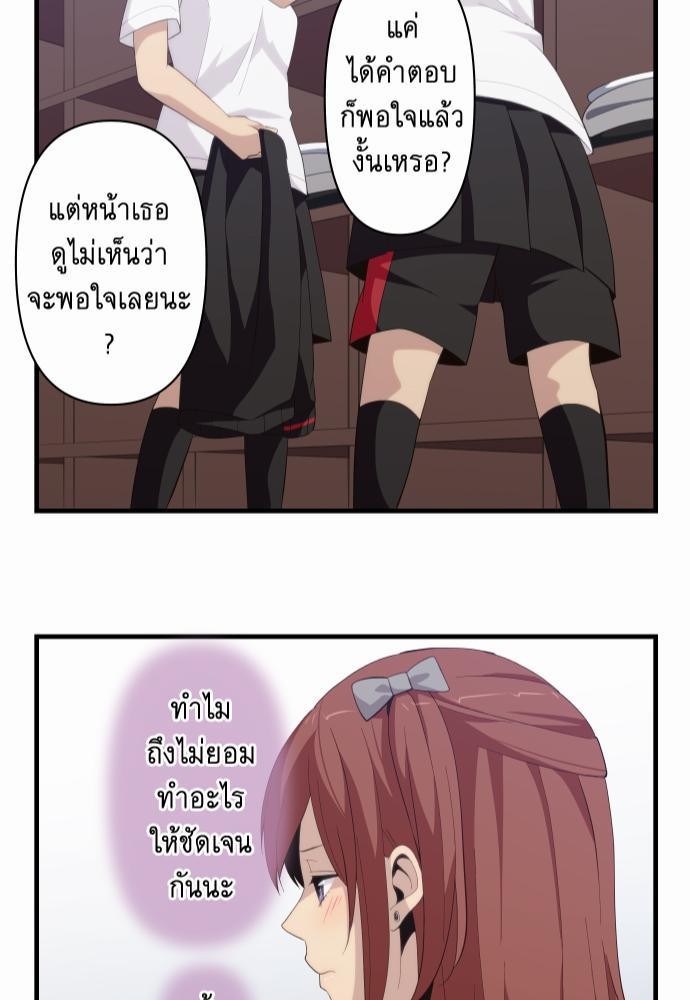 แค่
ได้คำตอบ
ก็พอใจแล้ว
งั้นเหรอ?
แต่หน้าเธอ
ดูไม่เห็นว่า
จะพอใจเลยนะ
?
ทำไม
ถึงไม่ยอม
ทำอะไร
ให้ชัดเจน
กันนะ